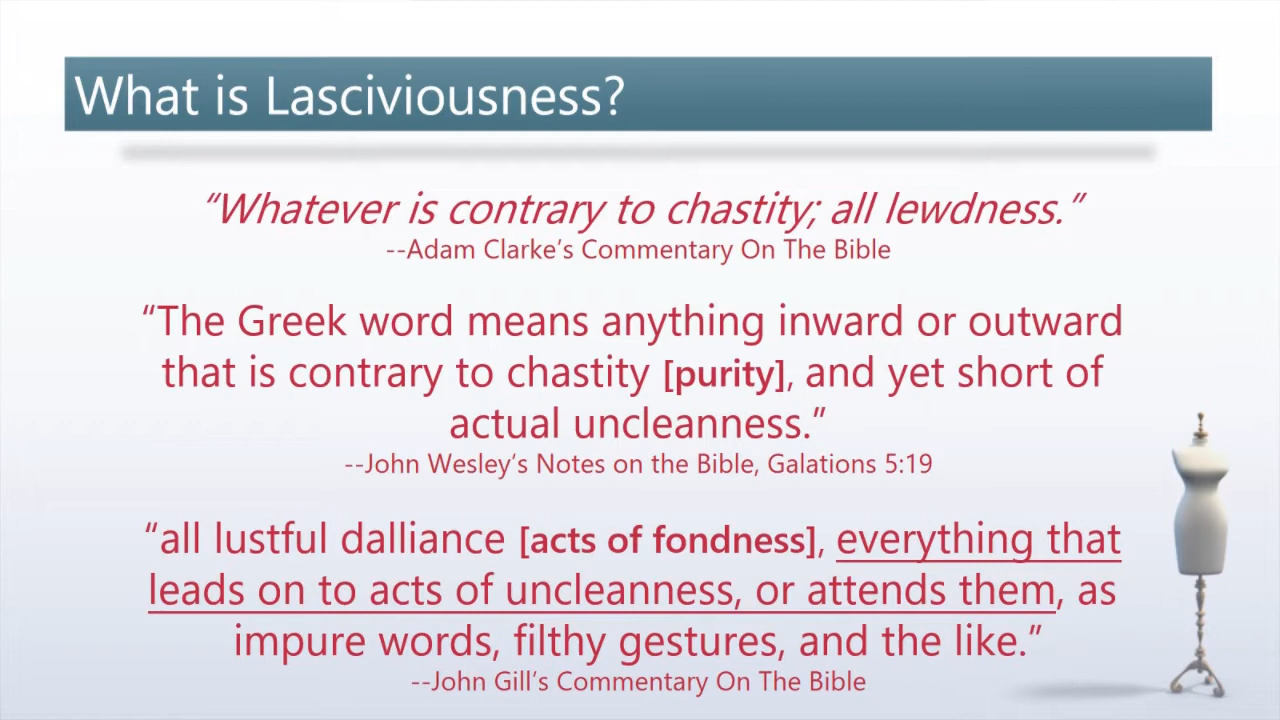 What is Lasciviousness?
“Whatever is contrary to chastity; all lewdness.”
--Adam Clarke’s Commentary On The Bible
“The Greek word means anything inward or outward
that is contrary to chastity [purity], and yet short of
actual uncleanness.”
--John Wesley’s Notes on the Bible, Galations 5:19
“all lustful dalliance [acts of fondness], everything that
leads on to acts of uncleanness, or attends them, as
impure words, filthy gestures, and the like.”
--John Gill’s Commentary On The Bible